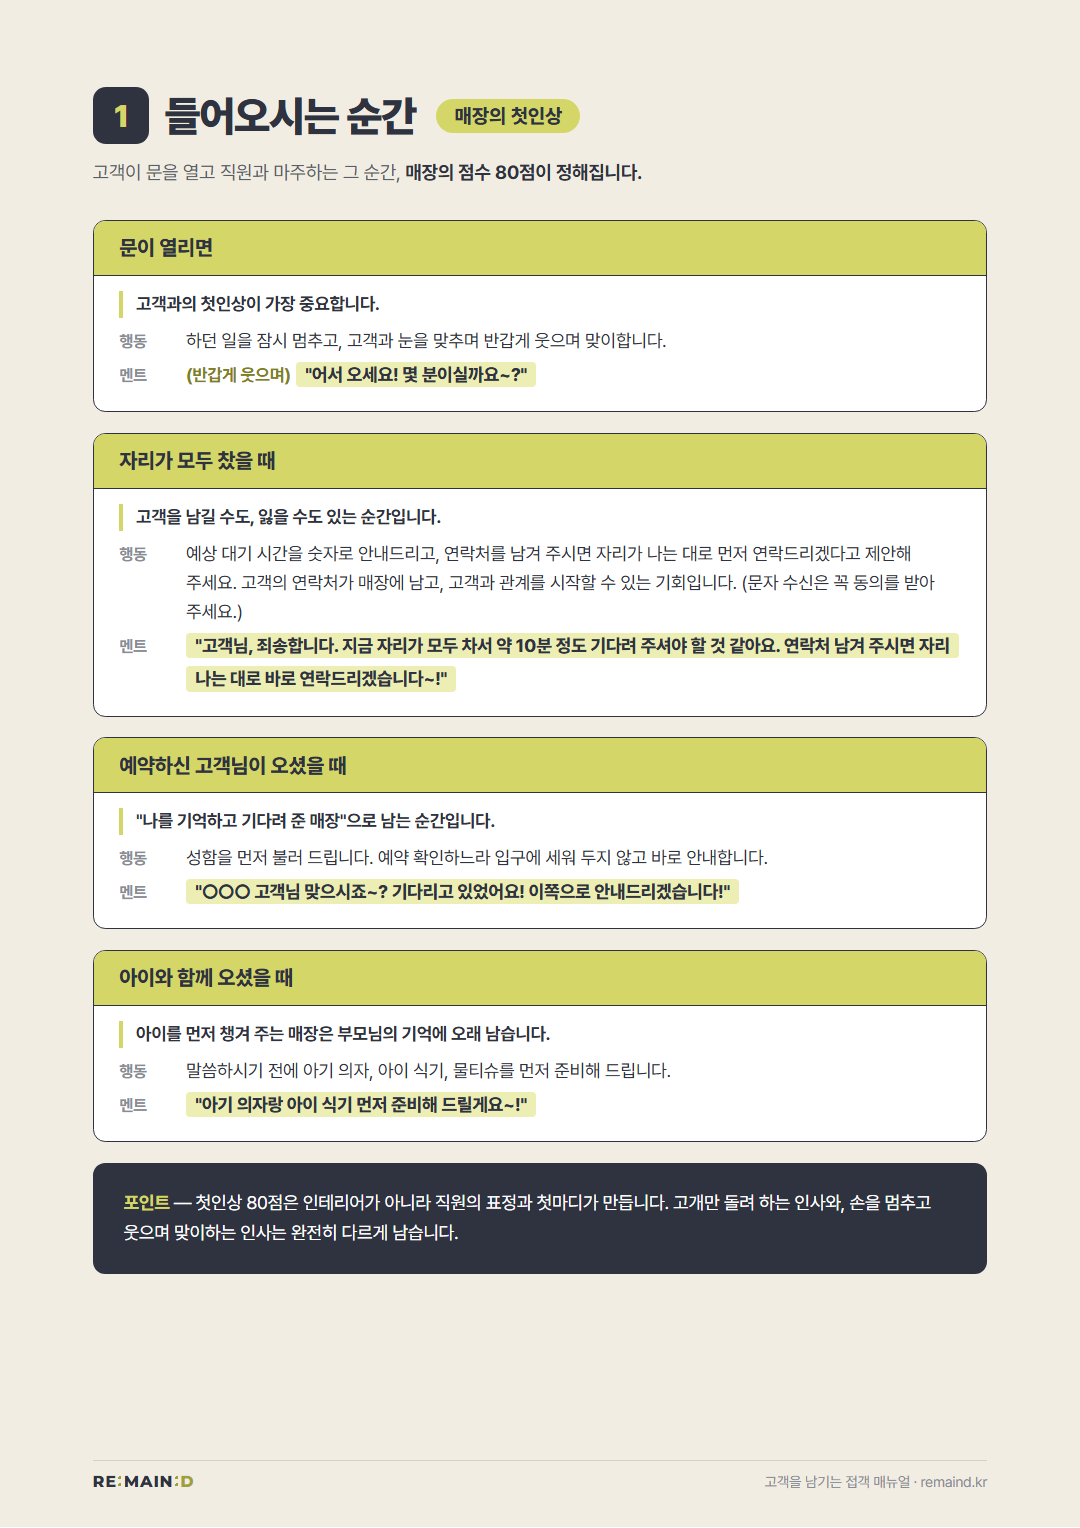 1 들어오시는 순간 매장의 첫인상
고객이 문을 열고 직원과 마주하는 그 순간, 매장의 점수 80점이 정해집니다.
문이 열리면
고객과의 첫인상이 가장 중요합니다.
행동 하던 일을 잠시 멈추고, 고객과 눈을 맞추며 반갑게 웃으며 맞이합니다.
멘트 (반갑게 웃으며) "어서 오세요! 몇 분이실까요~?"
자리가 모두 찼을 때
고객을 남길 수도, 잃을 수도 있는 순간입니다.
행동 예상 대기 시간을 숫자로 안내드리고, 연락처를 남겨 주시면 자리가 나는 대로 먼저 연락드리겠다고 제안해
주세요. 고객의 연락처가 매장에 남고, 고객과 관계를 시작할 수 있는 기회입니다. (문자 수신은 꼭 동의를 받아
주세요.)
멘트 "고객님, 죄송합니다. 지금 자리가 모두 차서 약 10분 정도 기다려 주셔야 할 것 같아요. 연락처 남겨 주시면 자리
나는 대로 바로 연락드리겠습니다~!"
예약하신 고객님이 오셨을 때
"나를 기억하고 기다려 준 매장"으로 남는 순간입니다.
행동 성함을 먼저 불러 드립니다. 예약 확인하느라 입구에 세워 두지 않고 바로 안내합니다.
멘트 "○○○ 고객님 맞으시죠~? 기다리고 있었어요! 이쪽으로 안내드리겠습니다!"
아이와 함께 오셨을 때
아이를 먼저 챙겨 주는 매장은 부모님의 기억에 오래 남습니다.
행동 말씀하시기 전에 아기 의자, 아이 식기, 물티슈를 먼저 준비해 드립니다.
멘트 "아기 의자랑 아이 식기 먼저 준비해 드릴게요~!"
포인트 — 첫인상 80점은 인테리어가 아니라 직원의 표정과 첫마디가 만듭니다. 고개만 돌려 하는 인사와, 손을 멈추고
웃으며 맞이하는 인사는 완전히 다르게 남습니다.
RE:MAIN:D 고객을 남기는 접객 매뉴얼 · remaind.kr